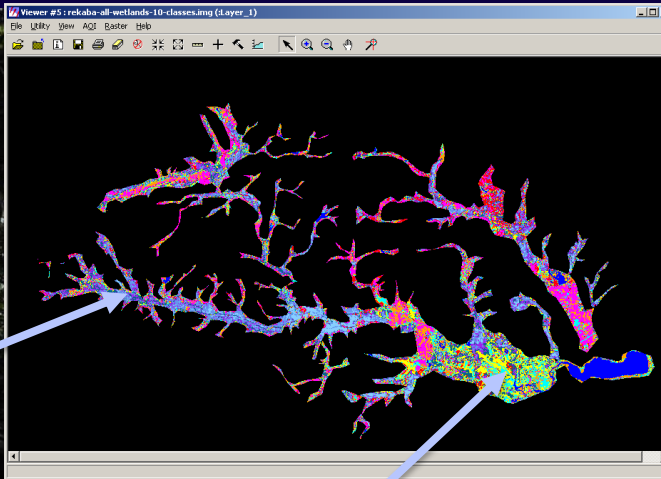 Viewer #5 : rekaba-all-wetlands-10-classes.img (:Layer_1)
File Utility View AOI Raster Help